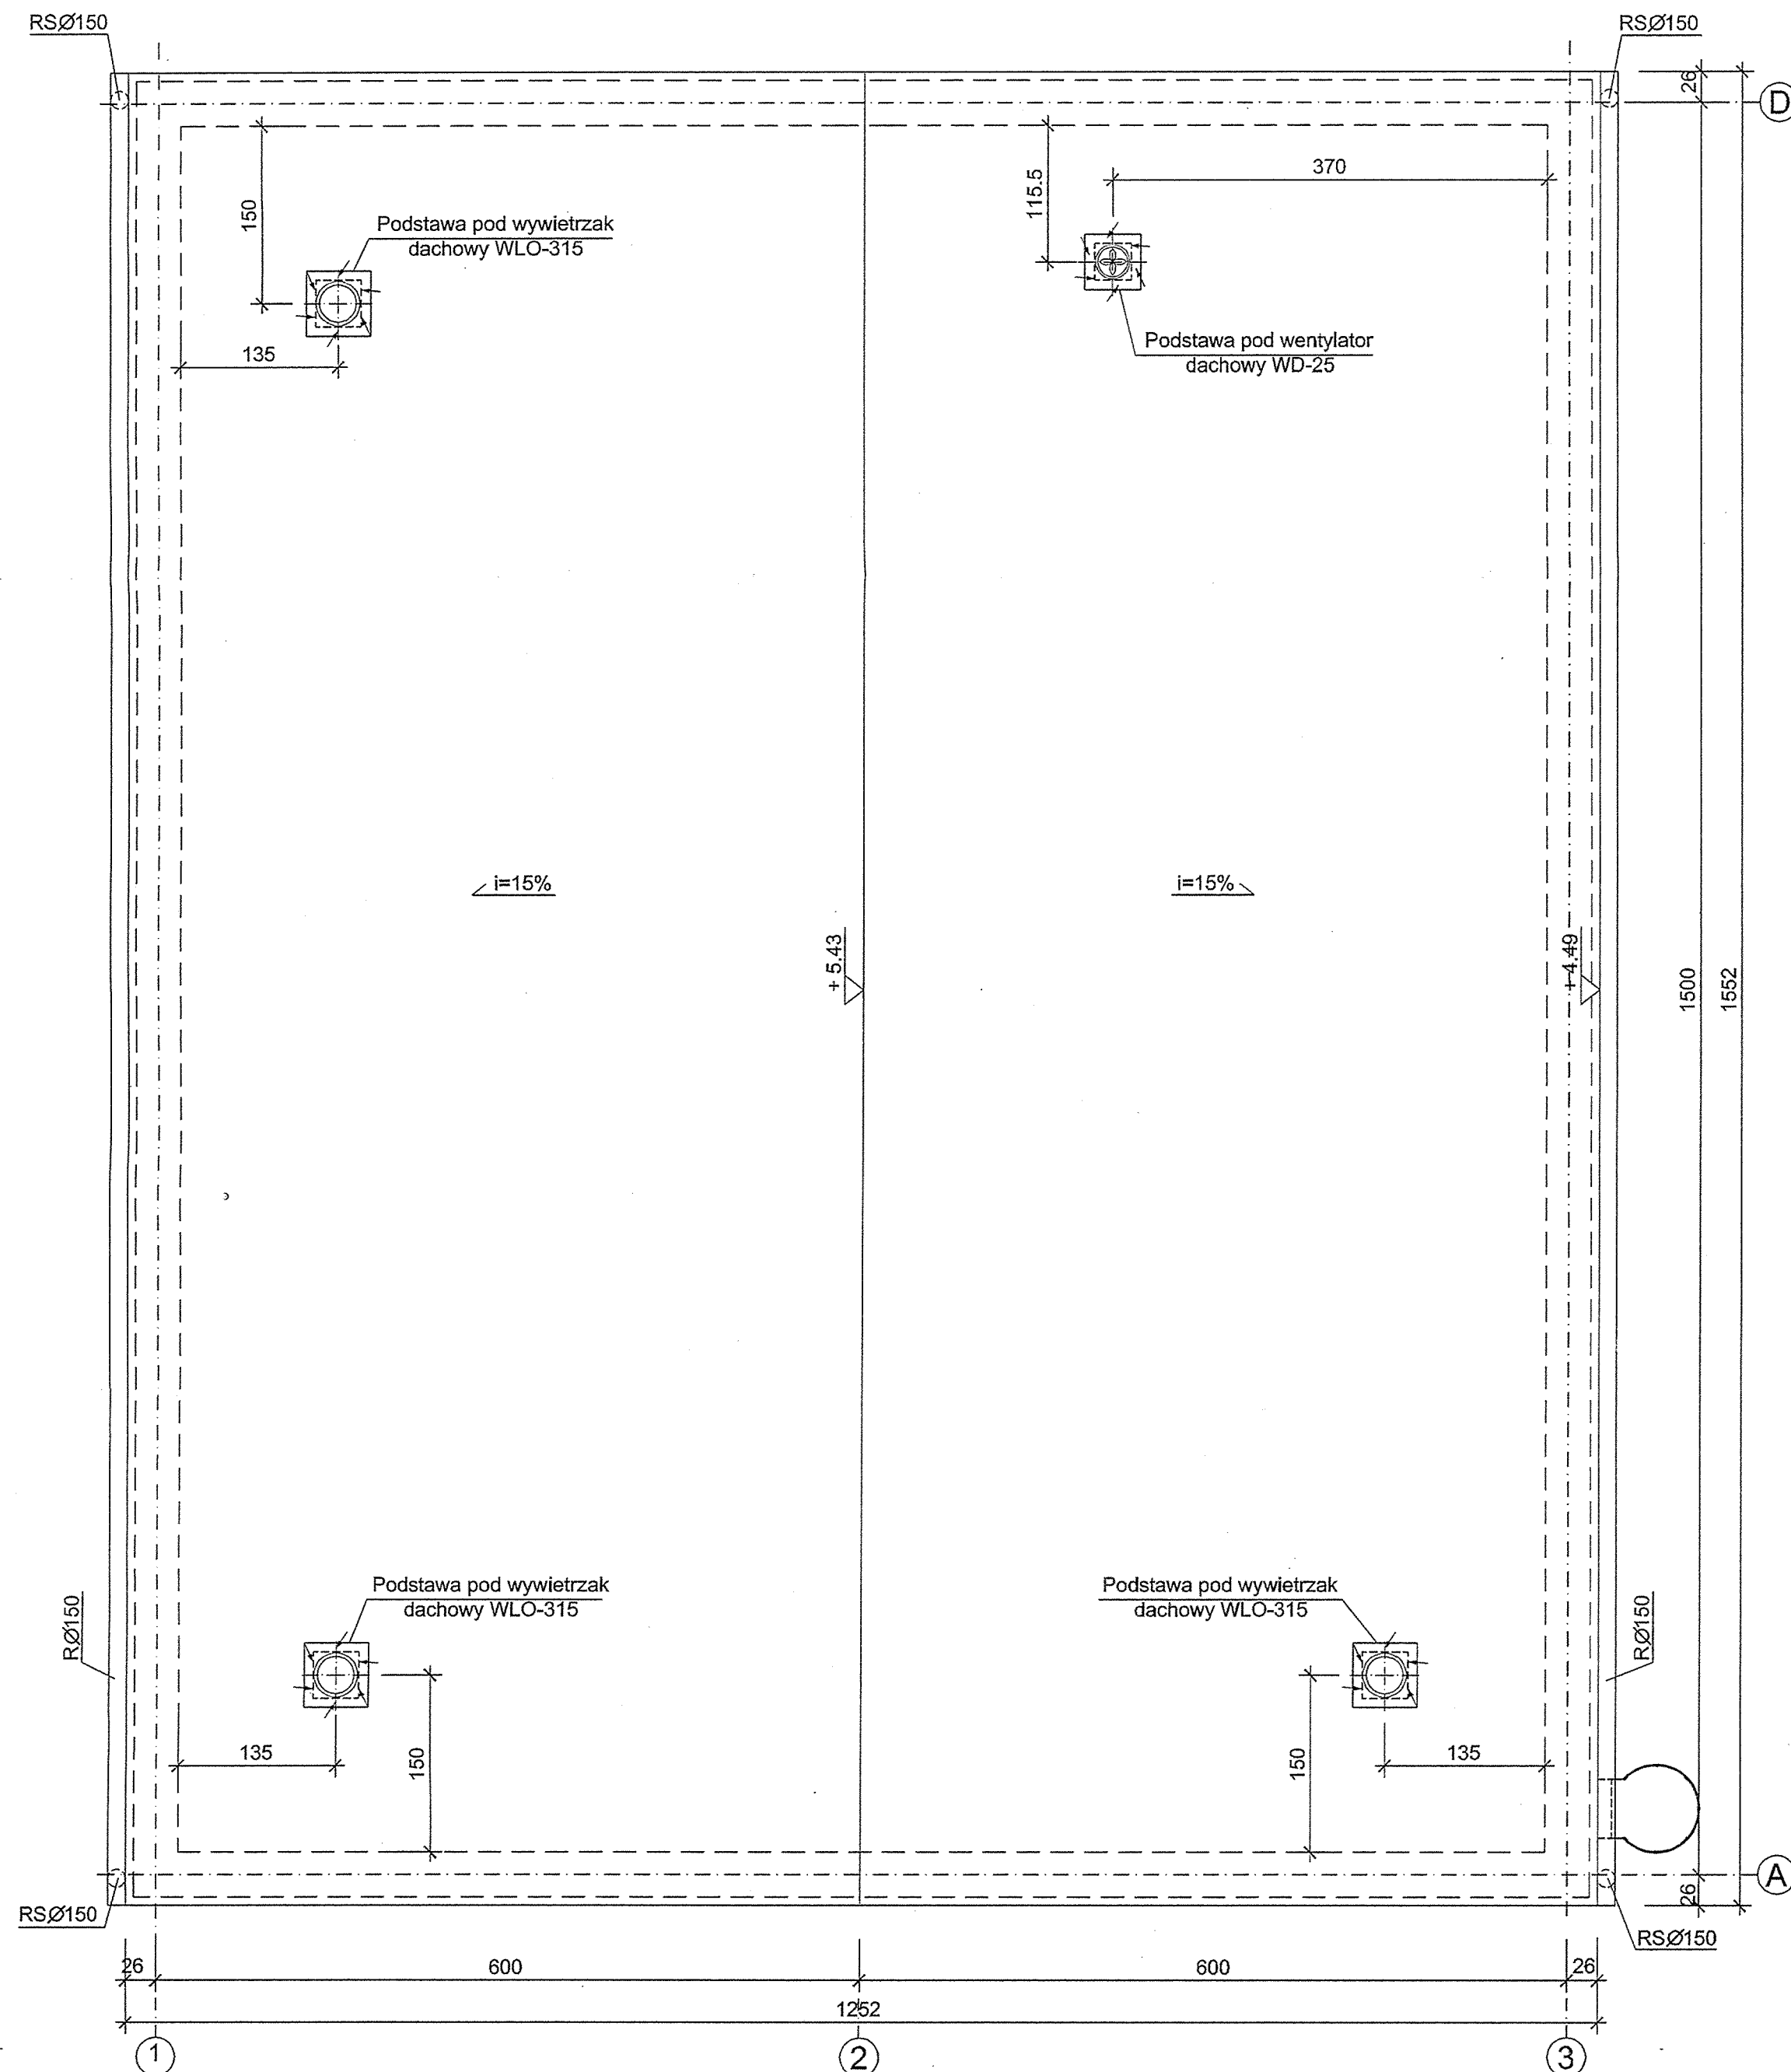 RSØ150
RSØ150
26
D
370
115.5
150
Podstawa pod wywietrzak
dachowy WLO-315
Podstawa pod wentylator
dachowy WD-25
135
i=15%
i=15%
+ 5.43
+ 4.49
1500
1552
Podstawa pod wywietrzak
dachowy WLO-315
Podstawa pod wywietrzak
dachowy WLO-315
RØ150
RØ150
135
150
150
135
A
26
RSØ150
RSØ150
26
600
600
26
1252
1
2
3